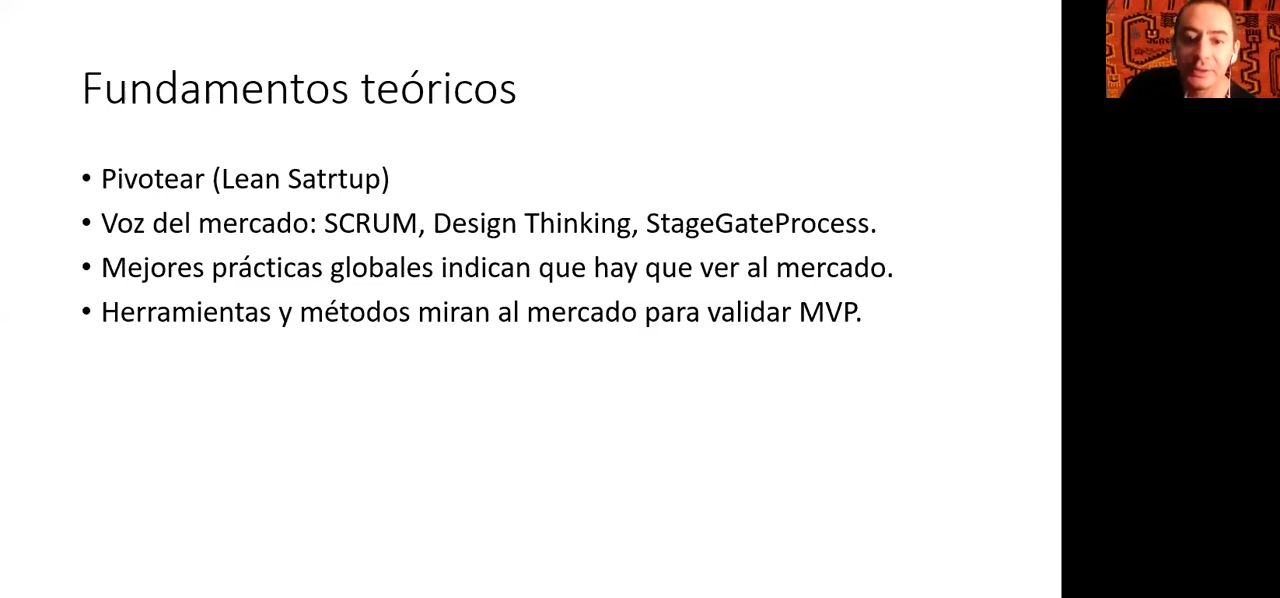 Fundamentos teóricos
• Pivotear (Lean Satrtup)
• Voz del mercado: SCRUM, Design Thinking, StageGateProcess.
• Mejores prácticas globales indican que hay que ver al mercado.
• Herramientas y métodos miran al mercado para validar MVP.